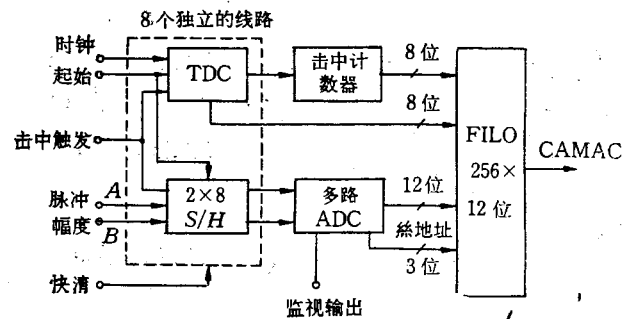 8个独立的线路
时钟
起始
TDC
击中计
数器
8位
8位
击中触发
FILO
256×
12位
CAMAC
脉冲 A
幅度 B
2×8
S/H
多路
ADC
12位
絲地址
3位
快清
监视输出